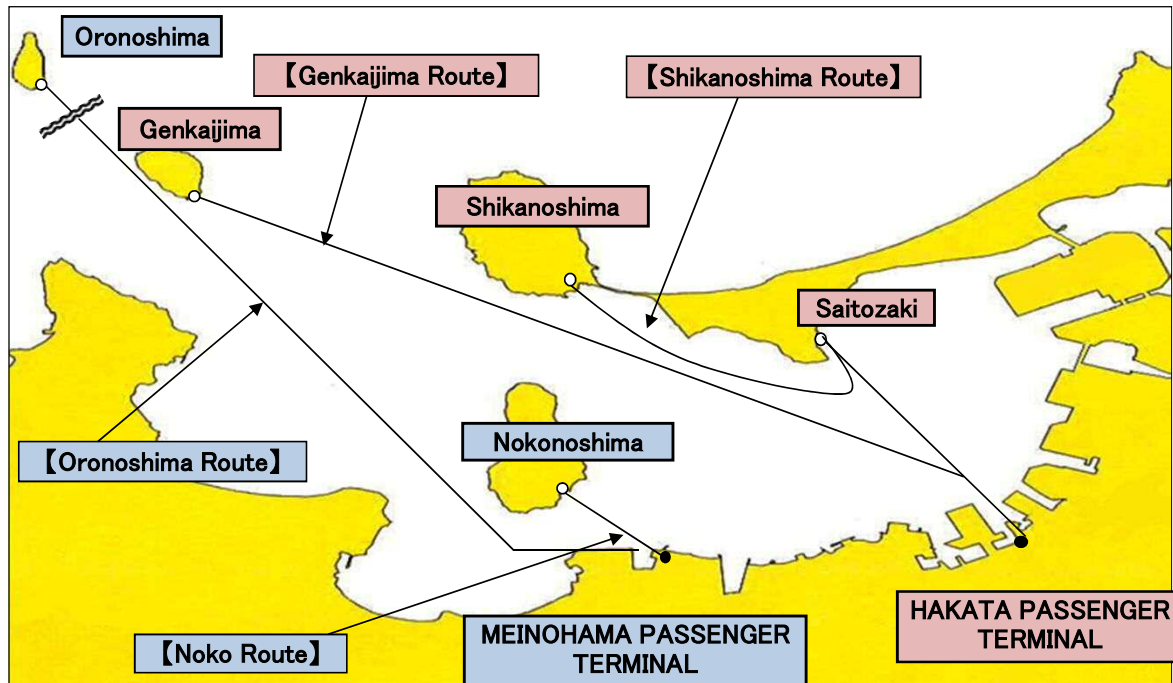 Oronoshima
【Genkaijima Route】
【Shikanoshima Route】
Genkaijima
Shikanoshima
Saitozaki
Nokonoshima
【Oronoshima Route】
【Noko Route】
MEINOHAMA PASSENGER
TERMINAL
HAKATA PASSENGER
TERMINAL